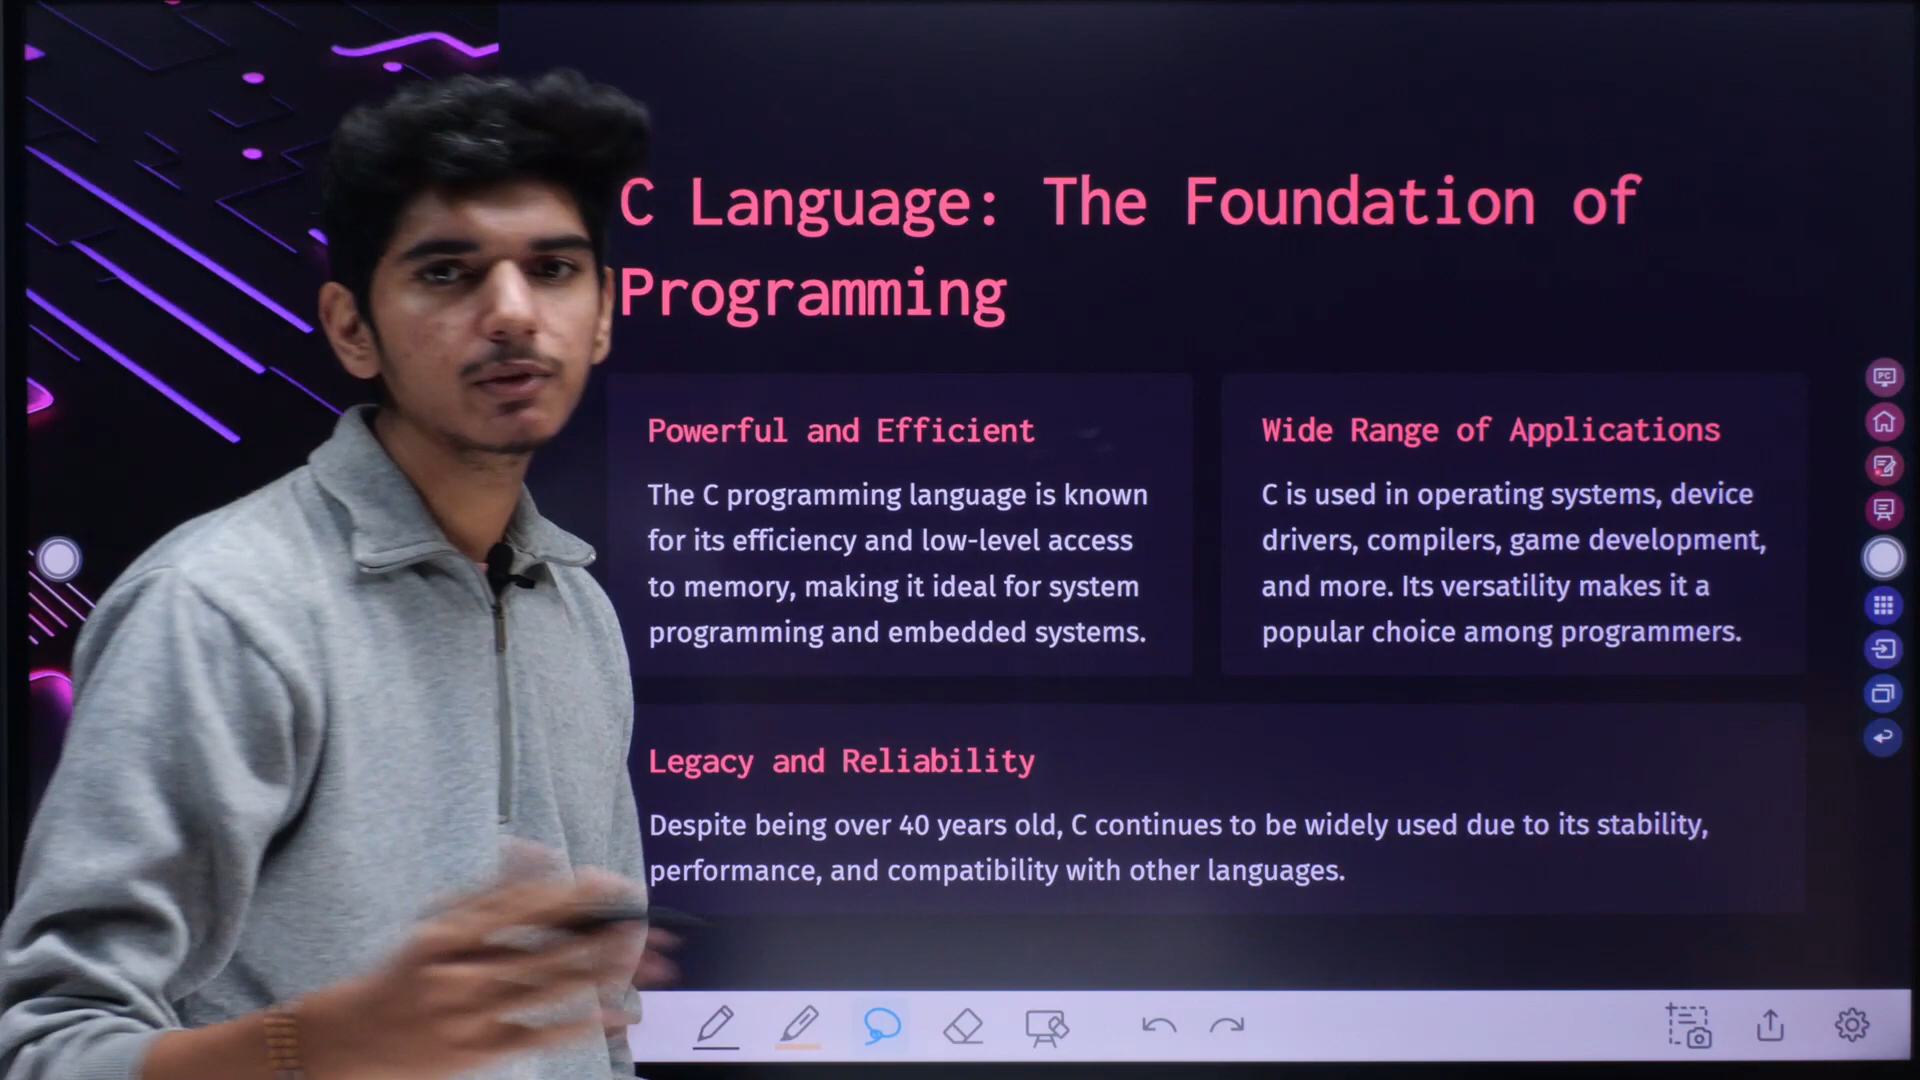 C Language: The Foundation of
Programming
Powerful and Efficient
The C programming language is known
for its efficiency and low-level access
to memory, making it ideal for system
programming and embedded systems.
Wide Range of Applications
C is used in operating systems, device
drivers, compilers, game development,
and more. Its versatility makes it a
popular choice among programmers.
Legacy and Reliability
Despite being over 40 years old, C continues to be widely used due to its stability,
performance, and compatibility with other languages.
PC